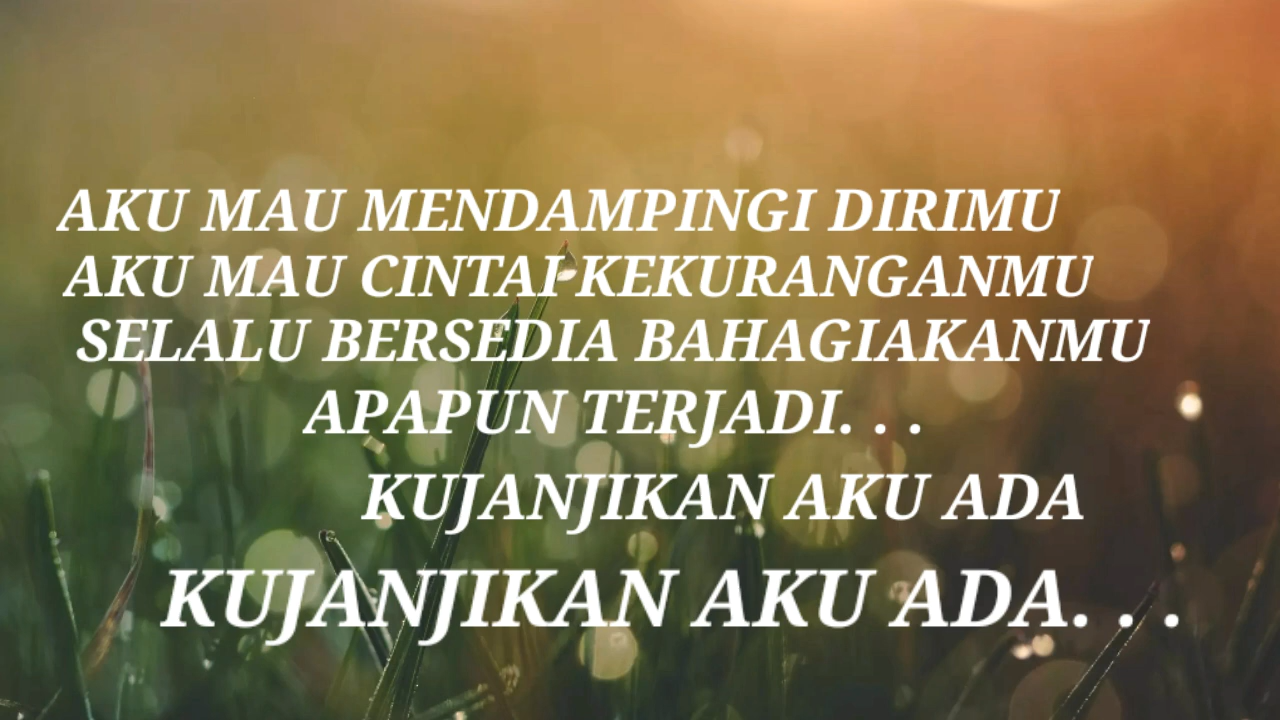 AKU MAU MENDAMPINGI DIRIMU
AKU MAU CINTAI KEKURANGANMU
SELALU BERSEDIA BAHAGIAKANMU
APAPUN TERJADI. . .
KUJANJIKAN AKU ADA
KUJANJIKAN AKU ADA. . .